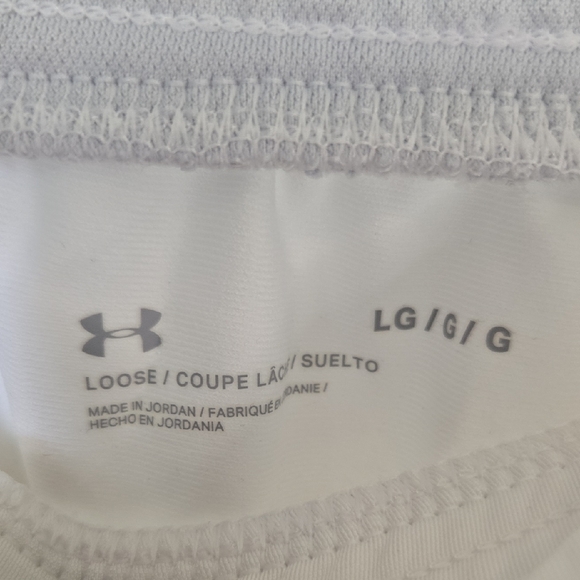 LG / G / G
LOOSE / COUPE / SUELTO
MADE IN JORDAN / FABRIQUÉ /
HECHO EN JORDANIA